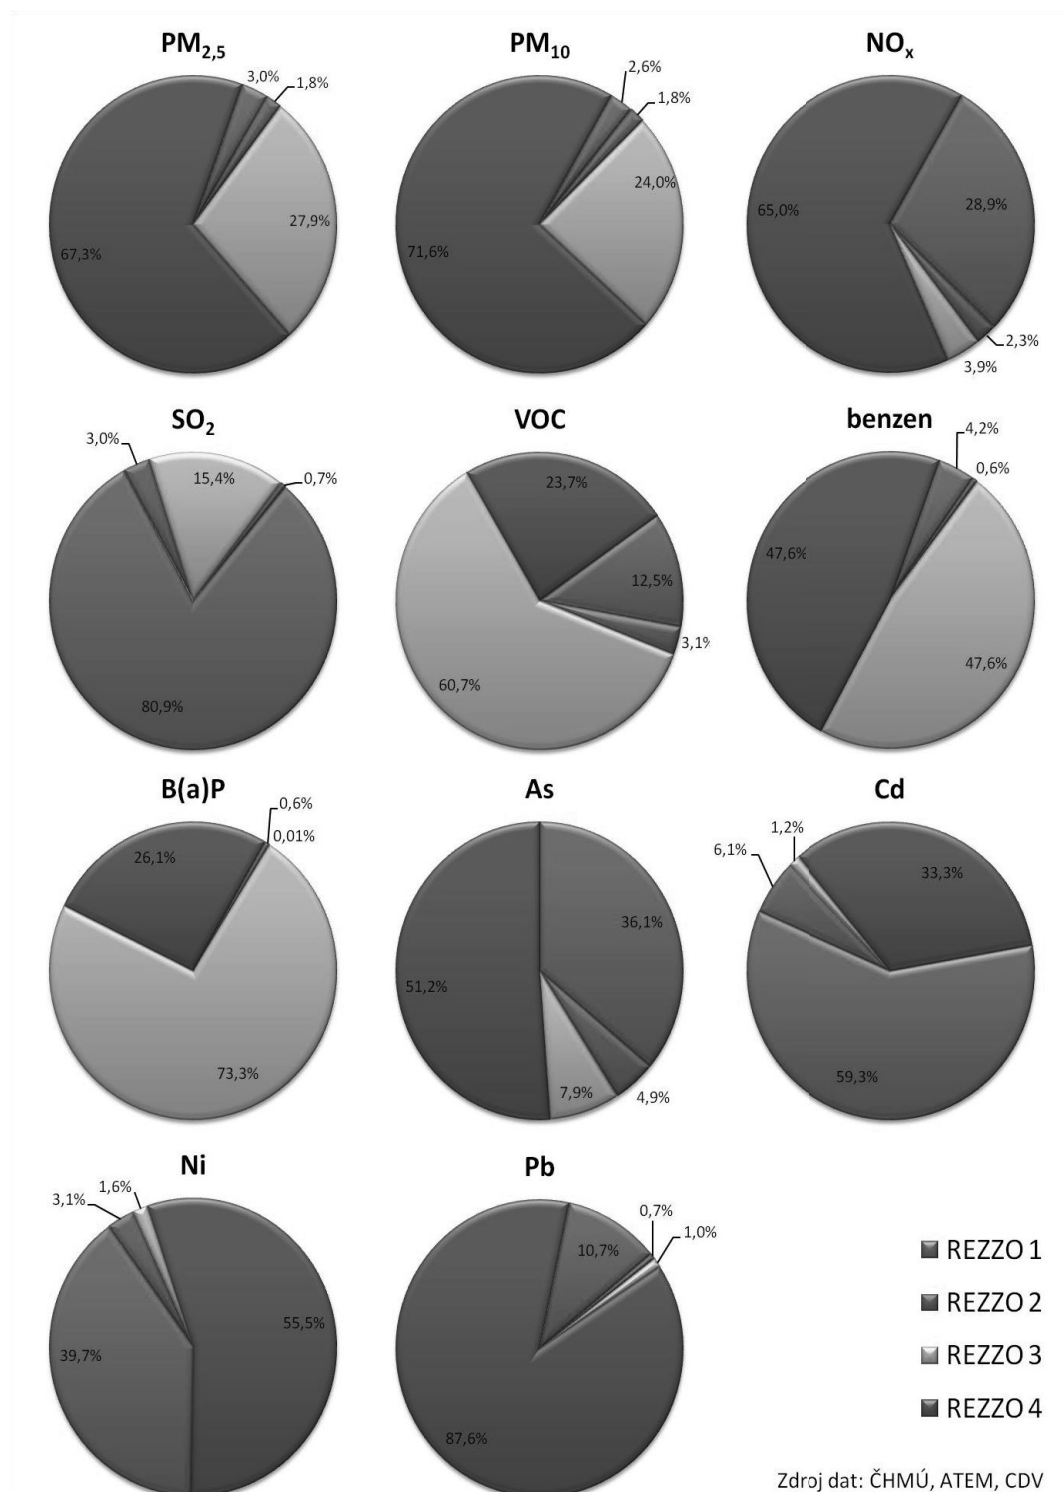 PM2,5
PM10
NOx
3,0%
1,8%
27,9%
67,3%
2,6%
1,8%
24,0%
71,6%
65,0%
28,9%
2,3%
3,9%
SO2
VOC
benzen
3,0%
15,4%
0,7%
80,9%
23,7%
12,5%
3,1%
60,7%
4,2%
0,6%
47,6%
47,6%
B(a)P
As
Cd
0,6%
0,01%
26,1%
73,3%
36,1%
51,2%
7,9%
4,9%
1,2%
6,1%
33,3%
59,3%
Ni
Pb
1,6%
3,1%
55,5%
39,7%
0,7%
1,0%
10,7%
87,6%
REZZO 1
REZZO 2
REZZO 3
REZZO 4
Zdroj dat: ČHMÚ, ATEM, CDV